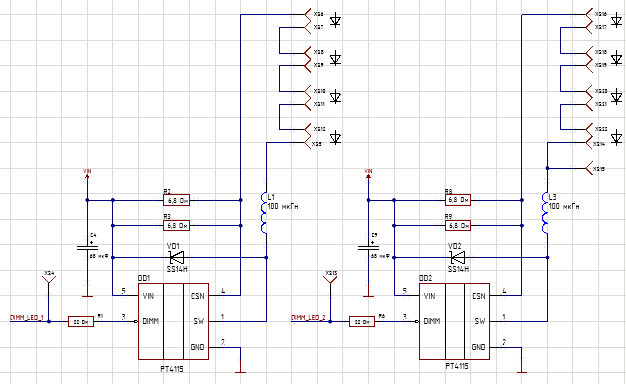 VIN
R2
6,8 Ом
R3
6,8 Ом
L1
100 мкГн
C4
68 мкФ
VD1
SS14H
XS4
DD1
DIMM_LED_1
R1
22 Ом
5
VIN
CSN
4
3
DIMM
SW
1
GND
2
PT4115
XS6
XS7
XS8
XS9
XS10
XS11
XS12
XS5
VIN
R8
6,8 Ом
R9
6,8 Ом
L3
100 мкГн
C9
68 мкФ
VD2
SS14H
XS13
DD2
DIMM_LED_2
R6
22 Ом
5
VIN
CSN
4
3
DIMM
SW
1
GND
2
PT4115
XS16
XS17
XS18
XS19
XS20
XS21
XS22
XS14
XS15